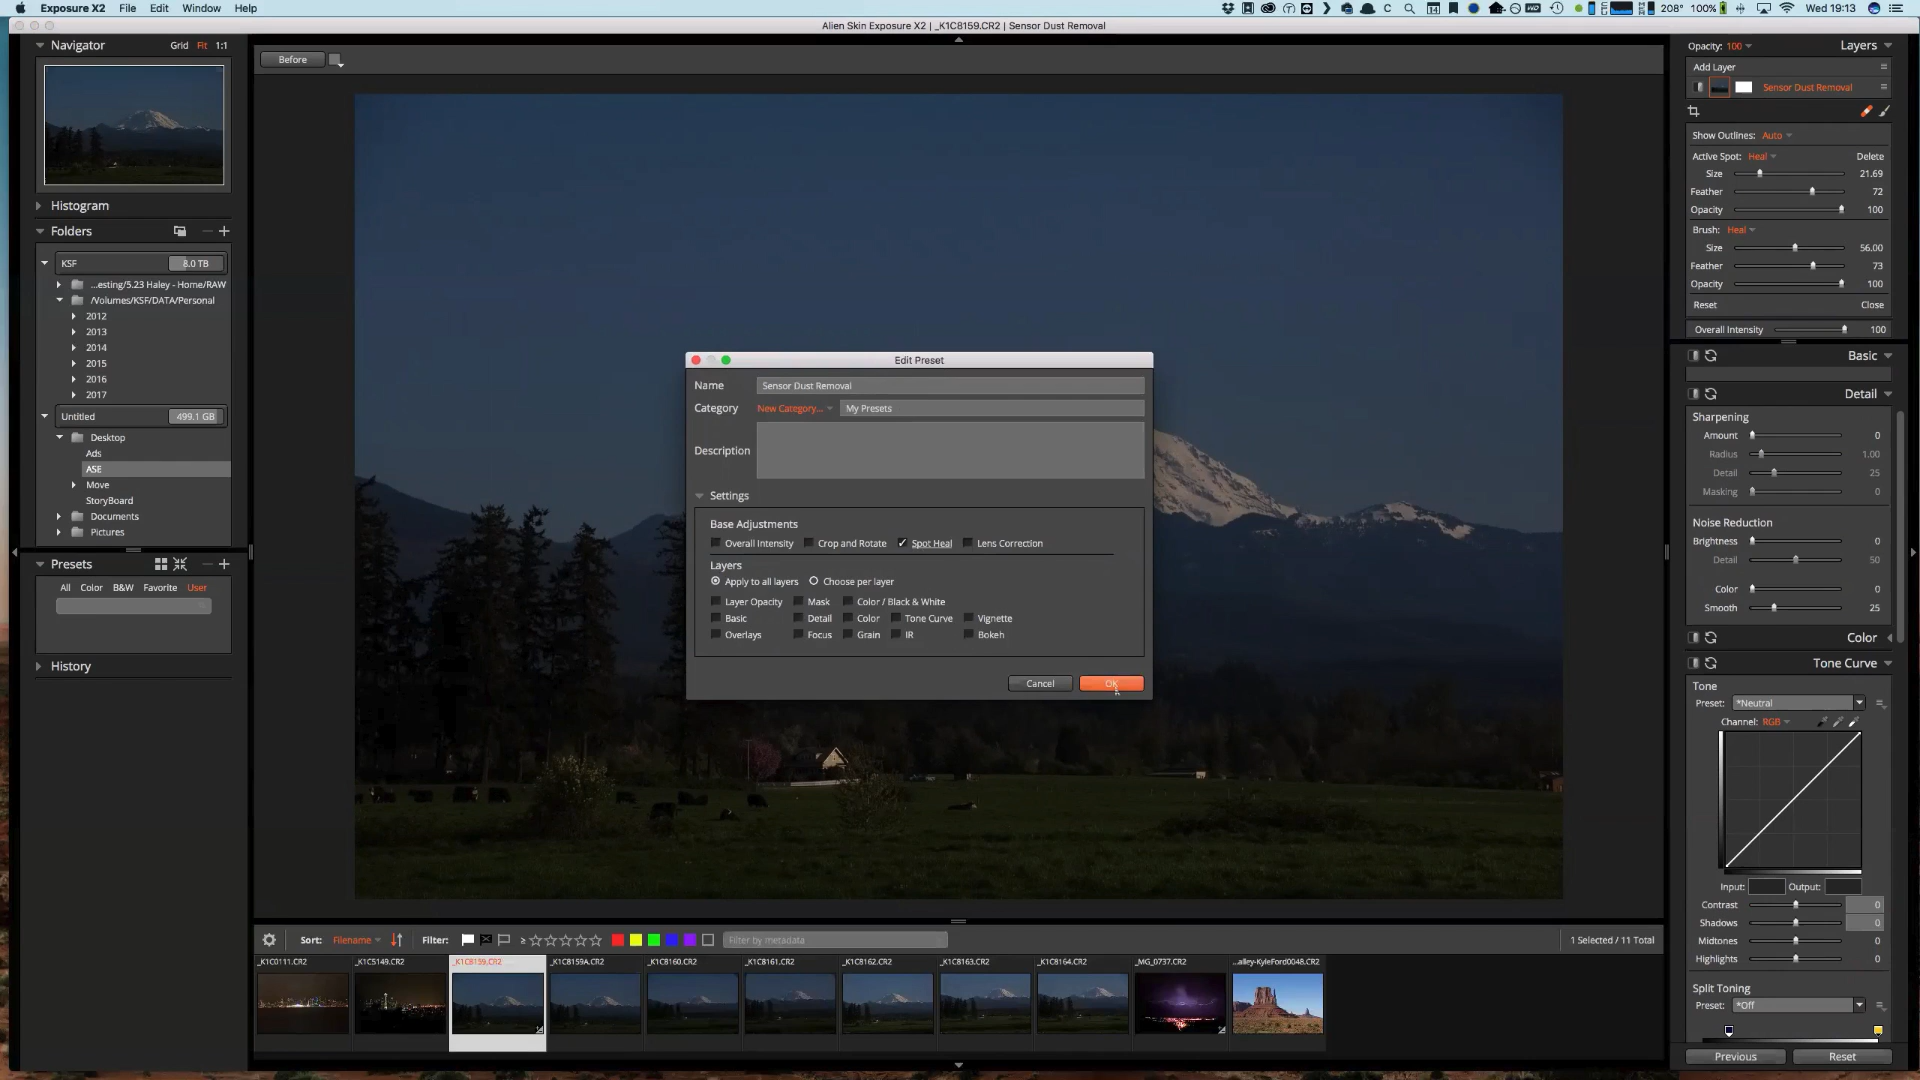 Exposure X2 File Edit Window Help
208° 100% Wed 19:13
Alien Skin Exposure X2 | _K1C8159.CR2 | Sensor Dust Removal
Navigator Grid Fit 1:1
Histogram
Folders
KSF 8.0 TB
...esting/5.23 Haley - Home/RAW
/Volumes/KSF/DATA/Personal
2012
2013
2014
2015
2016
2017
Untitled 499.1 GB
Desktop
Ads
ASE
Move
StoryBoard
Documents
Pictures
Presets
All Color B&W Favorite User
History
Before
Edit Preset
Name Sensor Dust Removal
Category New Category... My Presets
Description
Settings
Base Adjustments
Overall Intensity Crop and Rotate Spot Heal Lens Correction
Layers
Apply to all layers Choose per layer
Layer Opacity Mask Color / Black & White
Basic Detail Color Tone Curve Vignette
Overlays Focus Grain IR Bokeh
Cancel OK
Sort: Filename Filter: ≥ Filter by metadata 1 Selected / 11 Total
_K1C0111.CR2 _K1C5149.CR2 _K1C8159.CR2 _K1C8159A.CR2 _K1C8160.CR2 _K1C8161.CR2 _K1C8162.CR2 _K1C8163.CR2 _K1C8164.CR2 _MG_0737.CR2 ...alley-KyleFord0048.CR2
Opacity: 100 Layers
Add Layer
Sensor Dust Removal
Show Outlines: Auto
Active Spot: Heal Delete
Size 21.69
Feather 72
Opacity 100
Brush: Heal
Size 56.00
Feather 73
Opacity 100
Reset Close
Overall Intensity 100
Basic
Detail
Sharpening
Amount 0
Radius 1.00
Detail 25
Masking 0
Noise Reduction
Brightness 0
Detail 50
Color 0
Smooth 25
Color
Tone Curve
Tone
Preset: *Neutral
Channel: RGB
Input: Output:
Contrast 0
Shadows 0
Midtones 0
Highlights 0
Split Toning
Preset: *Off
Previous Reset